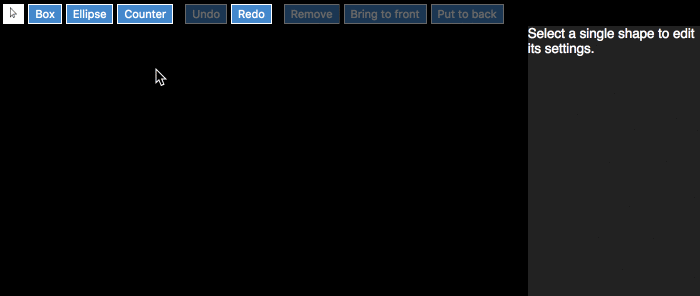 Box Ellipse Counter Undo Redo Remove Bring to front Put to back
Select a single shape to edit
its settings.